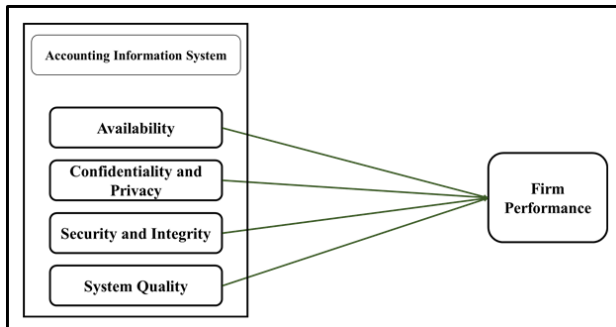 Accounting Information System
Availability
Confidentiality and
Privacy
Security and Integrity
System Quality
Firm
Performance